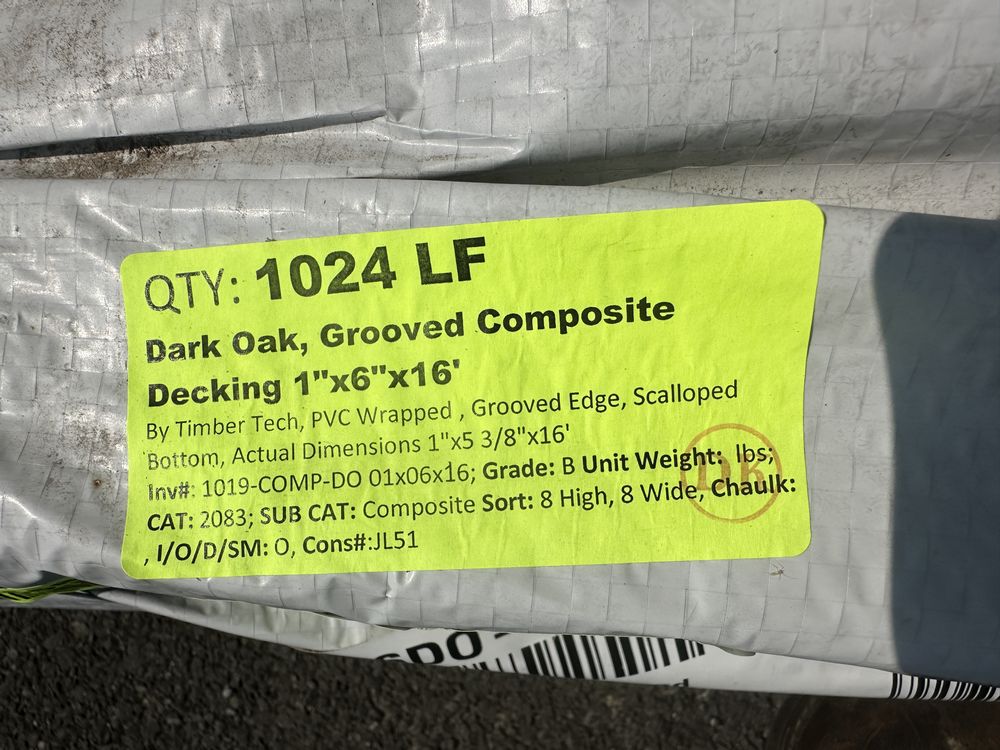 QTY: 1024 LF
Dark Oak, Grooved Composite
Decking 1"x6"x16'
By Timber Tech, PVC Wrapped , Grooved Edge, Scalloped
Bottom, Actual Dimensions 1"x5 3/8"x16'
Inv#: 1019-COMP-DO 01x06x16; Grade: B Unit Weight: lbs;
CAT: 2083; SUB CAT: Composite Sort: 8 High, 8 Wide, Chaulk:
, I/O/D/SM: O, Cons#:JL51
DK